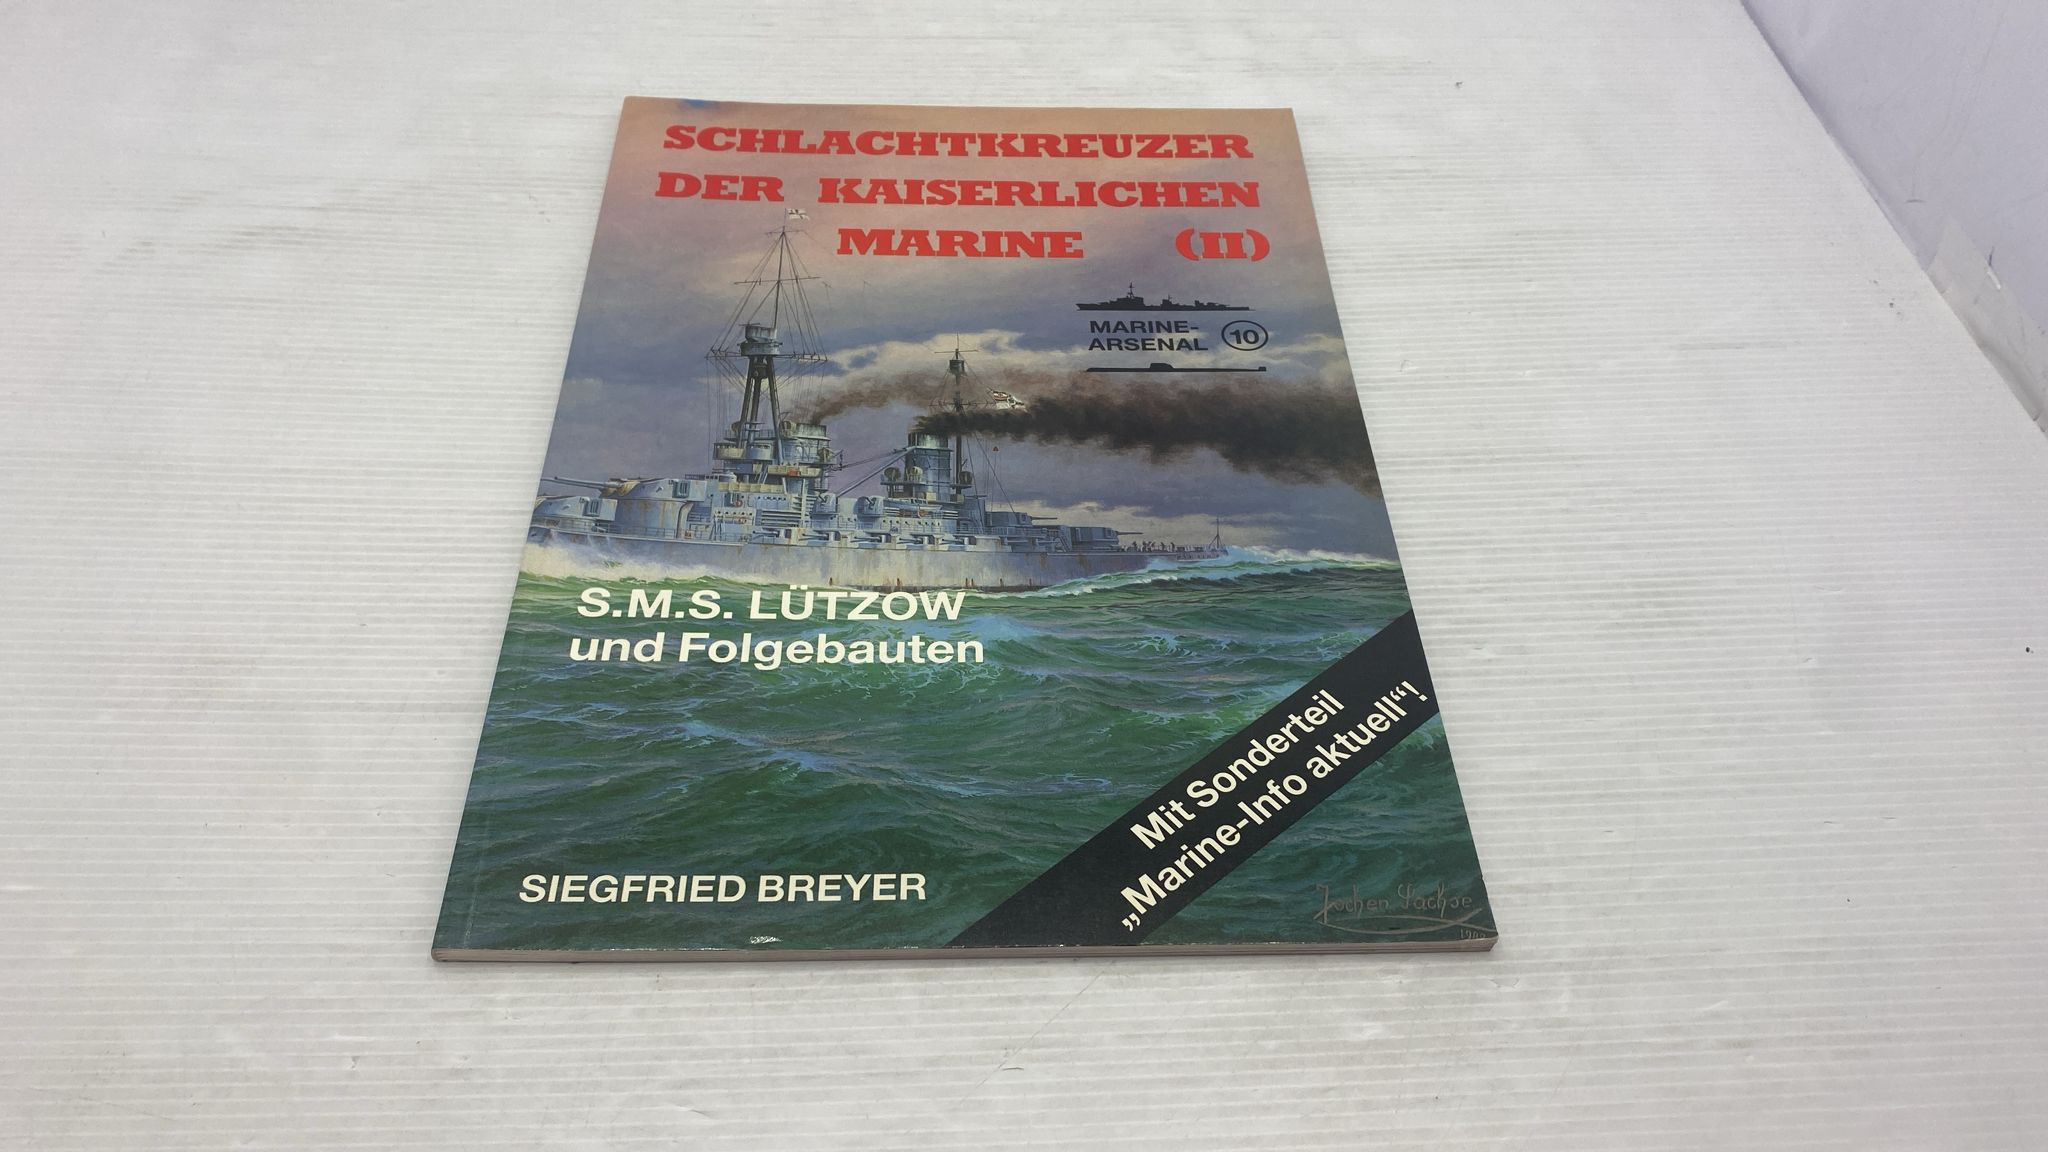 SCHLACHTKREUZER
DER KAISERLICHEN
MARINE (II)
MARINE-
ARSENAL 10
S.M.S. LÜTZOW
und Folgebauten
Mit Sonderteil
„Marine-Info aktuell“!
SIEGFRIED BREYER
Jochen Sachse